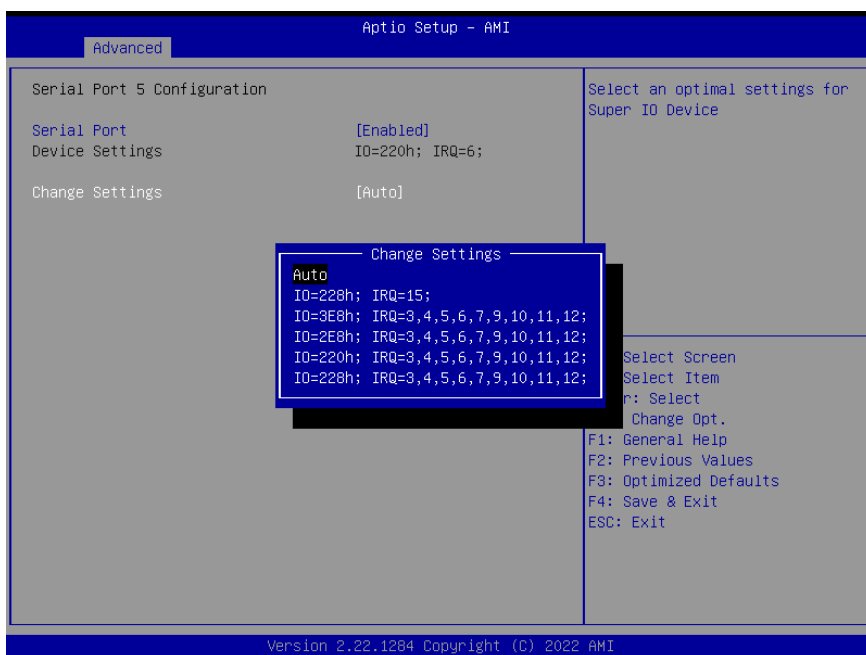 Aptio Setup – AMI
Advanced
Serial Port 5 Configuration
Serial Port [Enabled]
Device Settings IO=220h; IRQ=6;
Change Settings [Auto]
Select an optimal settings for
Super IO Device
Change Settings
Auto
IO=228h; IRQ=15;
IO=3E8h; IRQ=3,4,5,6,7,9,10,11,12;
IO=2E8h; IRQ=3,4,5,6,7,9,10,11,12;
IO=220h; IRQ=3,4,5,6,7,9,10,11,12;
IO=228h; IRQ=3,4,5,6,7,9,10,11,12;
Select Screen
Select Item
r: Select
Change Opt.
F1: General Help
F2: Previous Values
F3: Optimized Defaults
F4: Save & Exit
ESC: Exit
Version 2.22.1284 Copyright (C) 2022 AMI